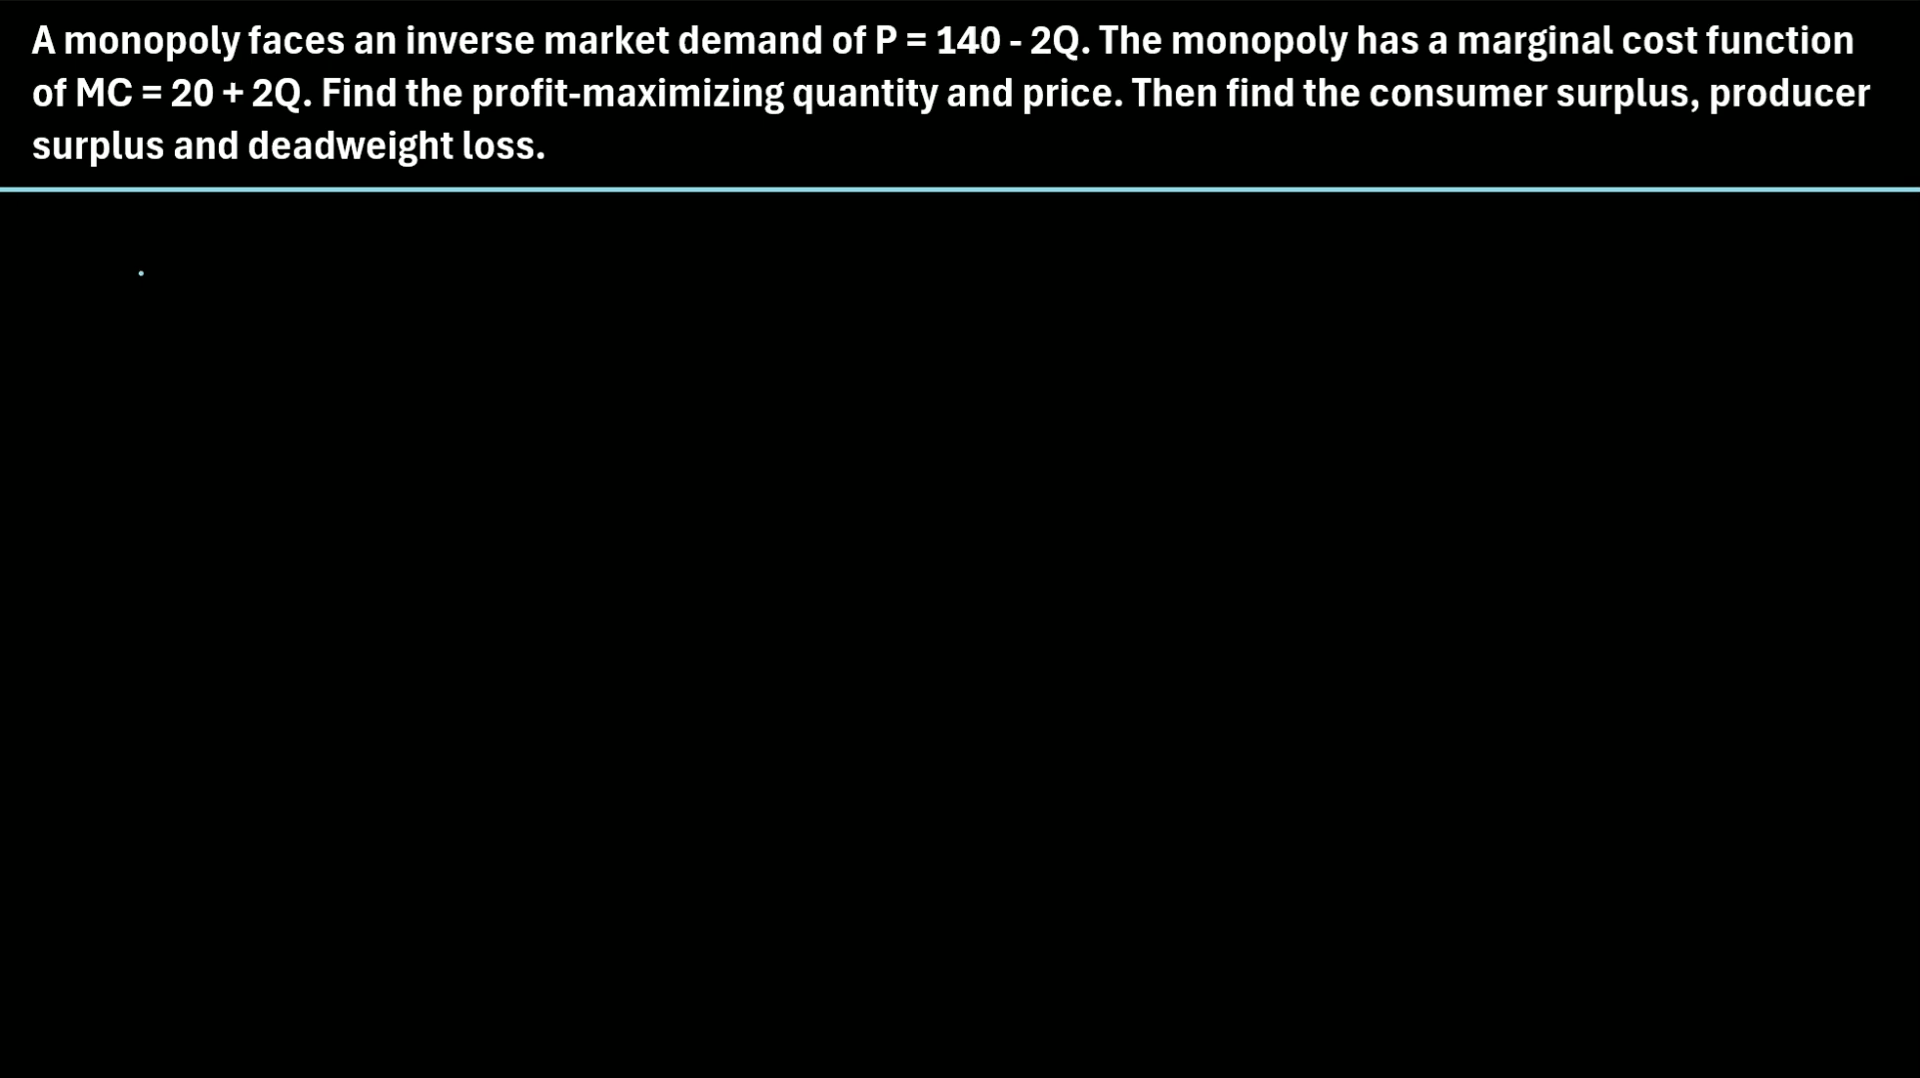 A monopoly faces an inverse market demand of P = 140 - 2Q. The monopoly has a marginal cost function
of MC = 20 + 2Q. Find the profit-maximizing quantity and price. Then find the consumer surplus, producer
surplus and deadweight loss.